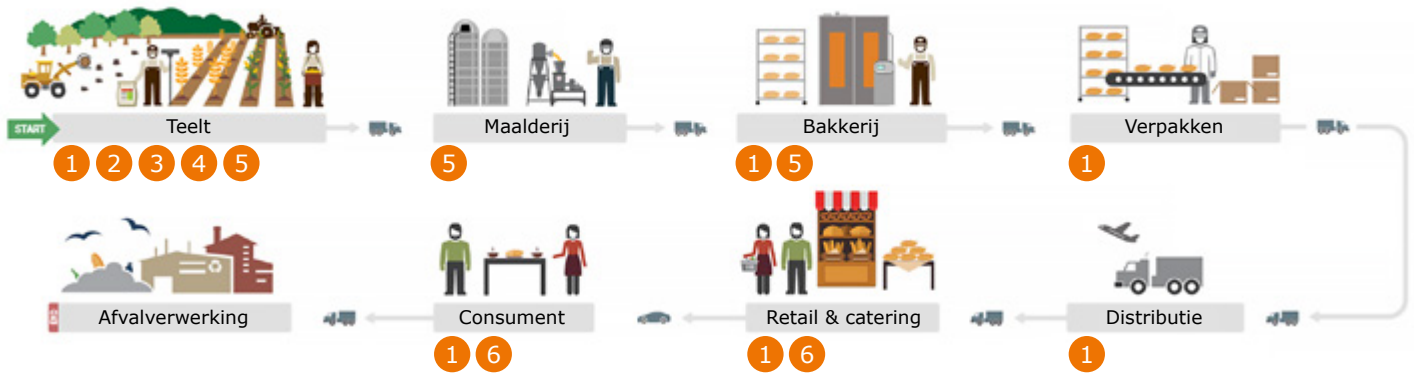 START
Teelt
Maalderij
Bakkerij
Verpakken
1 2 3 4 5
5
1 5
1
Afvalverwerking
Consument
Retail & catering
Distributie
1 6
1 6
1